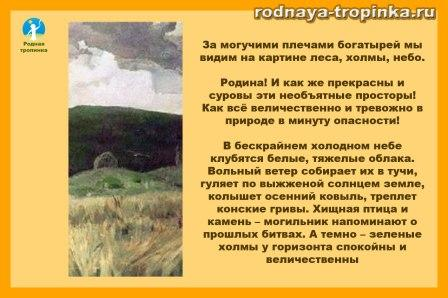 rodnaya-tropinka.ru
Родная
тропинка
За могучими плечами богатырей мы
видим на картине леса, холмы, небо.
Родина! И как же прекрасны и
суровы эти необъятные просторы!
Как всё величественно и тревожно в
природе в минуту опасности!
В бескрайнем холодном небе
клубятся белые, тяжелые облака.
Вольный ветер собирает их в тучи,
гуляет по выжженой солнцем земле,
колышет осенний ковыль, треплет
конские гривы. Хищная птица и
камень – могильник напоминают о
прошлых битвах. А темно – зеленые
холмы у горизонта спокойны и
величественны